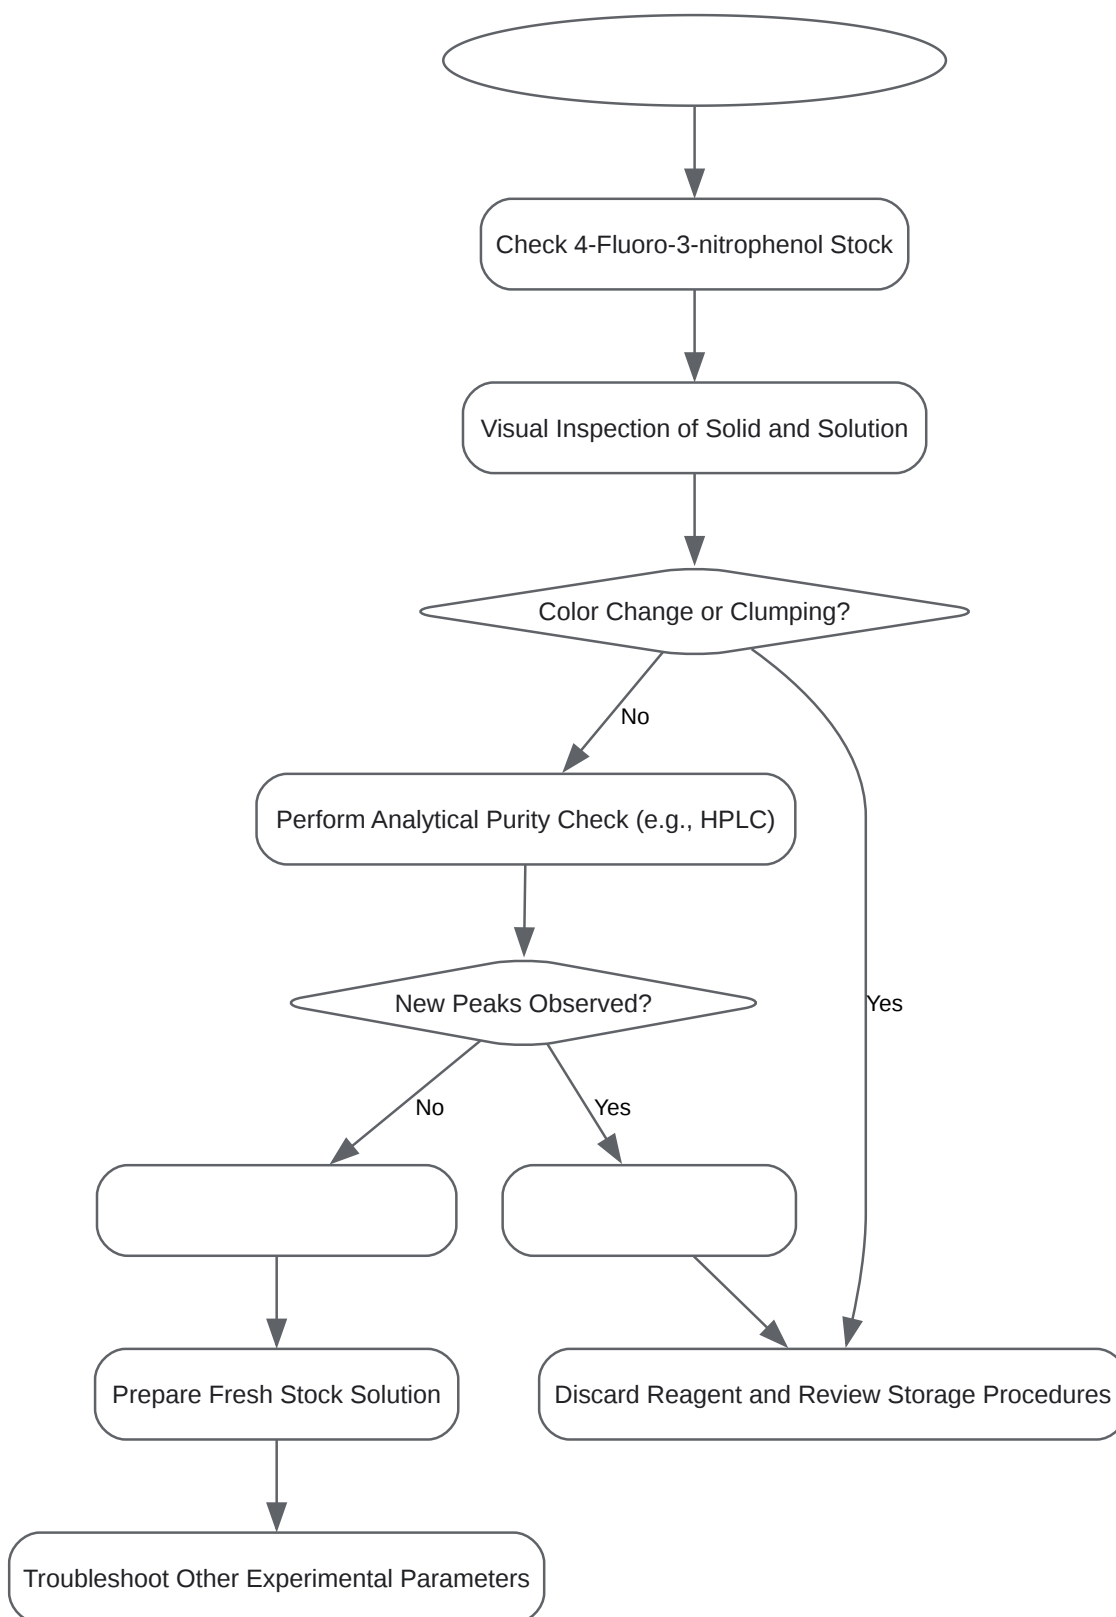 Check 4-Fluoro-3-nitrophenol Stock
Visual Inspection of Solid and Solution
Color Change or Clumping?
No
Perform Analytical Purity Check (e.g., HPLC)
New Peaks Observed?
Yes
No
Yes
Prepare Fresh Stock Solution
Discard Reagent and Review Storage Procedures
Troubleshoot Other Experimental Parameters